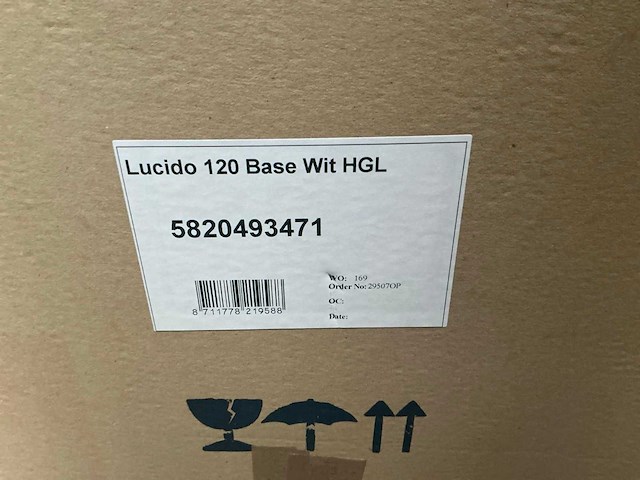 Lucido 120 Base Wit HGL
5820493471
WO: 169
Order No: 29507OP
OC:
Date:
8 711778 219588